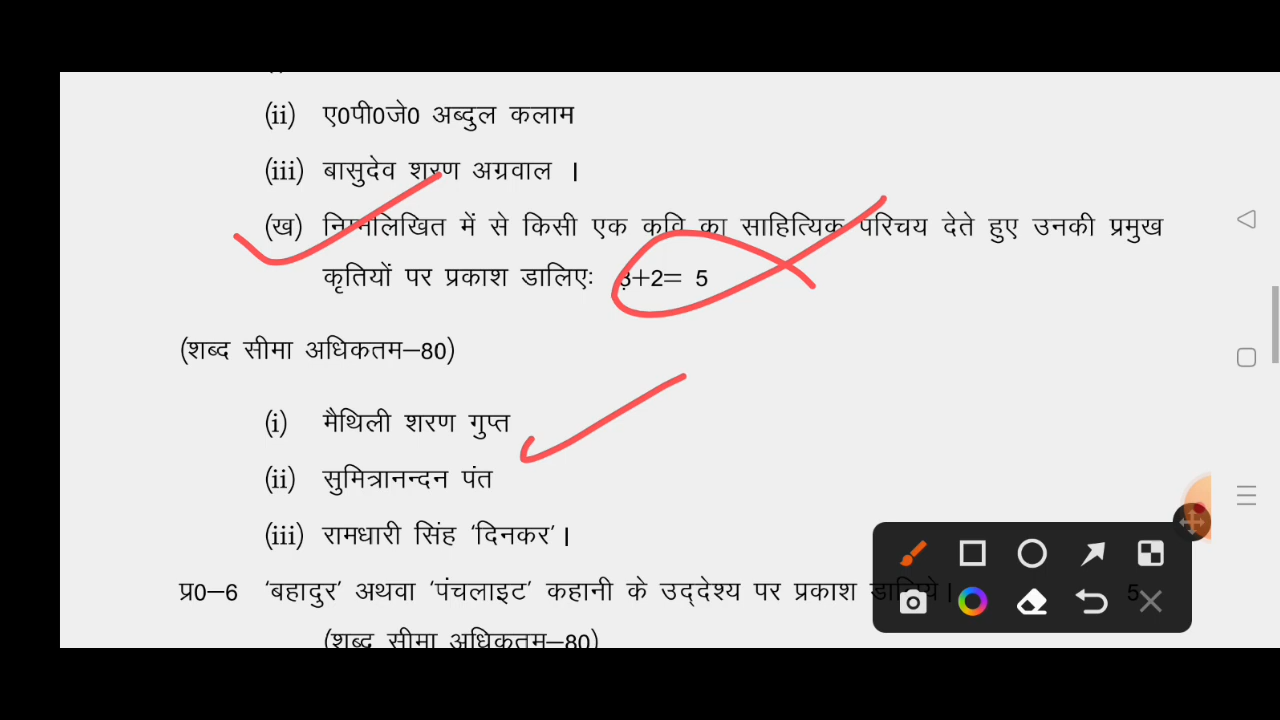 (ii) ए0पी0जे0 अब्दुल कलाम
(iii) बासुदेव शरण अग्रवाल ।
(ख) निम्नलिखित में से किसी एक कवि का साहित्यिक परिचय देते हुए उनकी प्रमुख
कृतियों पर प्रकाश डालिएः 3+2= 5
(शब्द सीमा अधिकतम–80)
(i) मैथिली शरण गुप्त
(ii) सुमित्रानन्दन पंत
(iii) रामधारी सिंह 'दिनकर' ।
प्र0–6 'बहादुर' अथवा 'पंचलाइट' कहानी के उद्देश्य पर प्रकाश डालिये। 5
(शब्द सीमा अधिकतम–80)